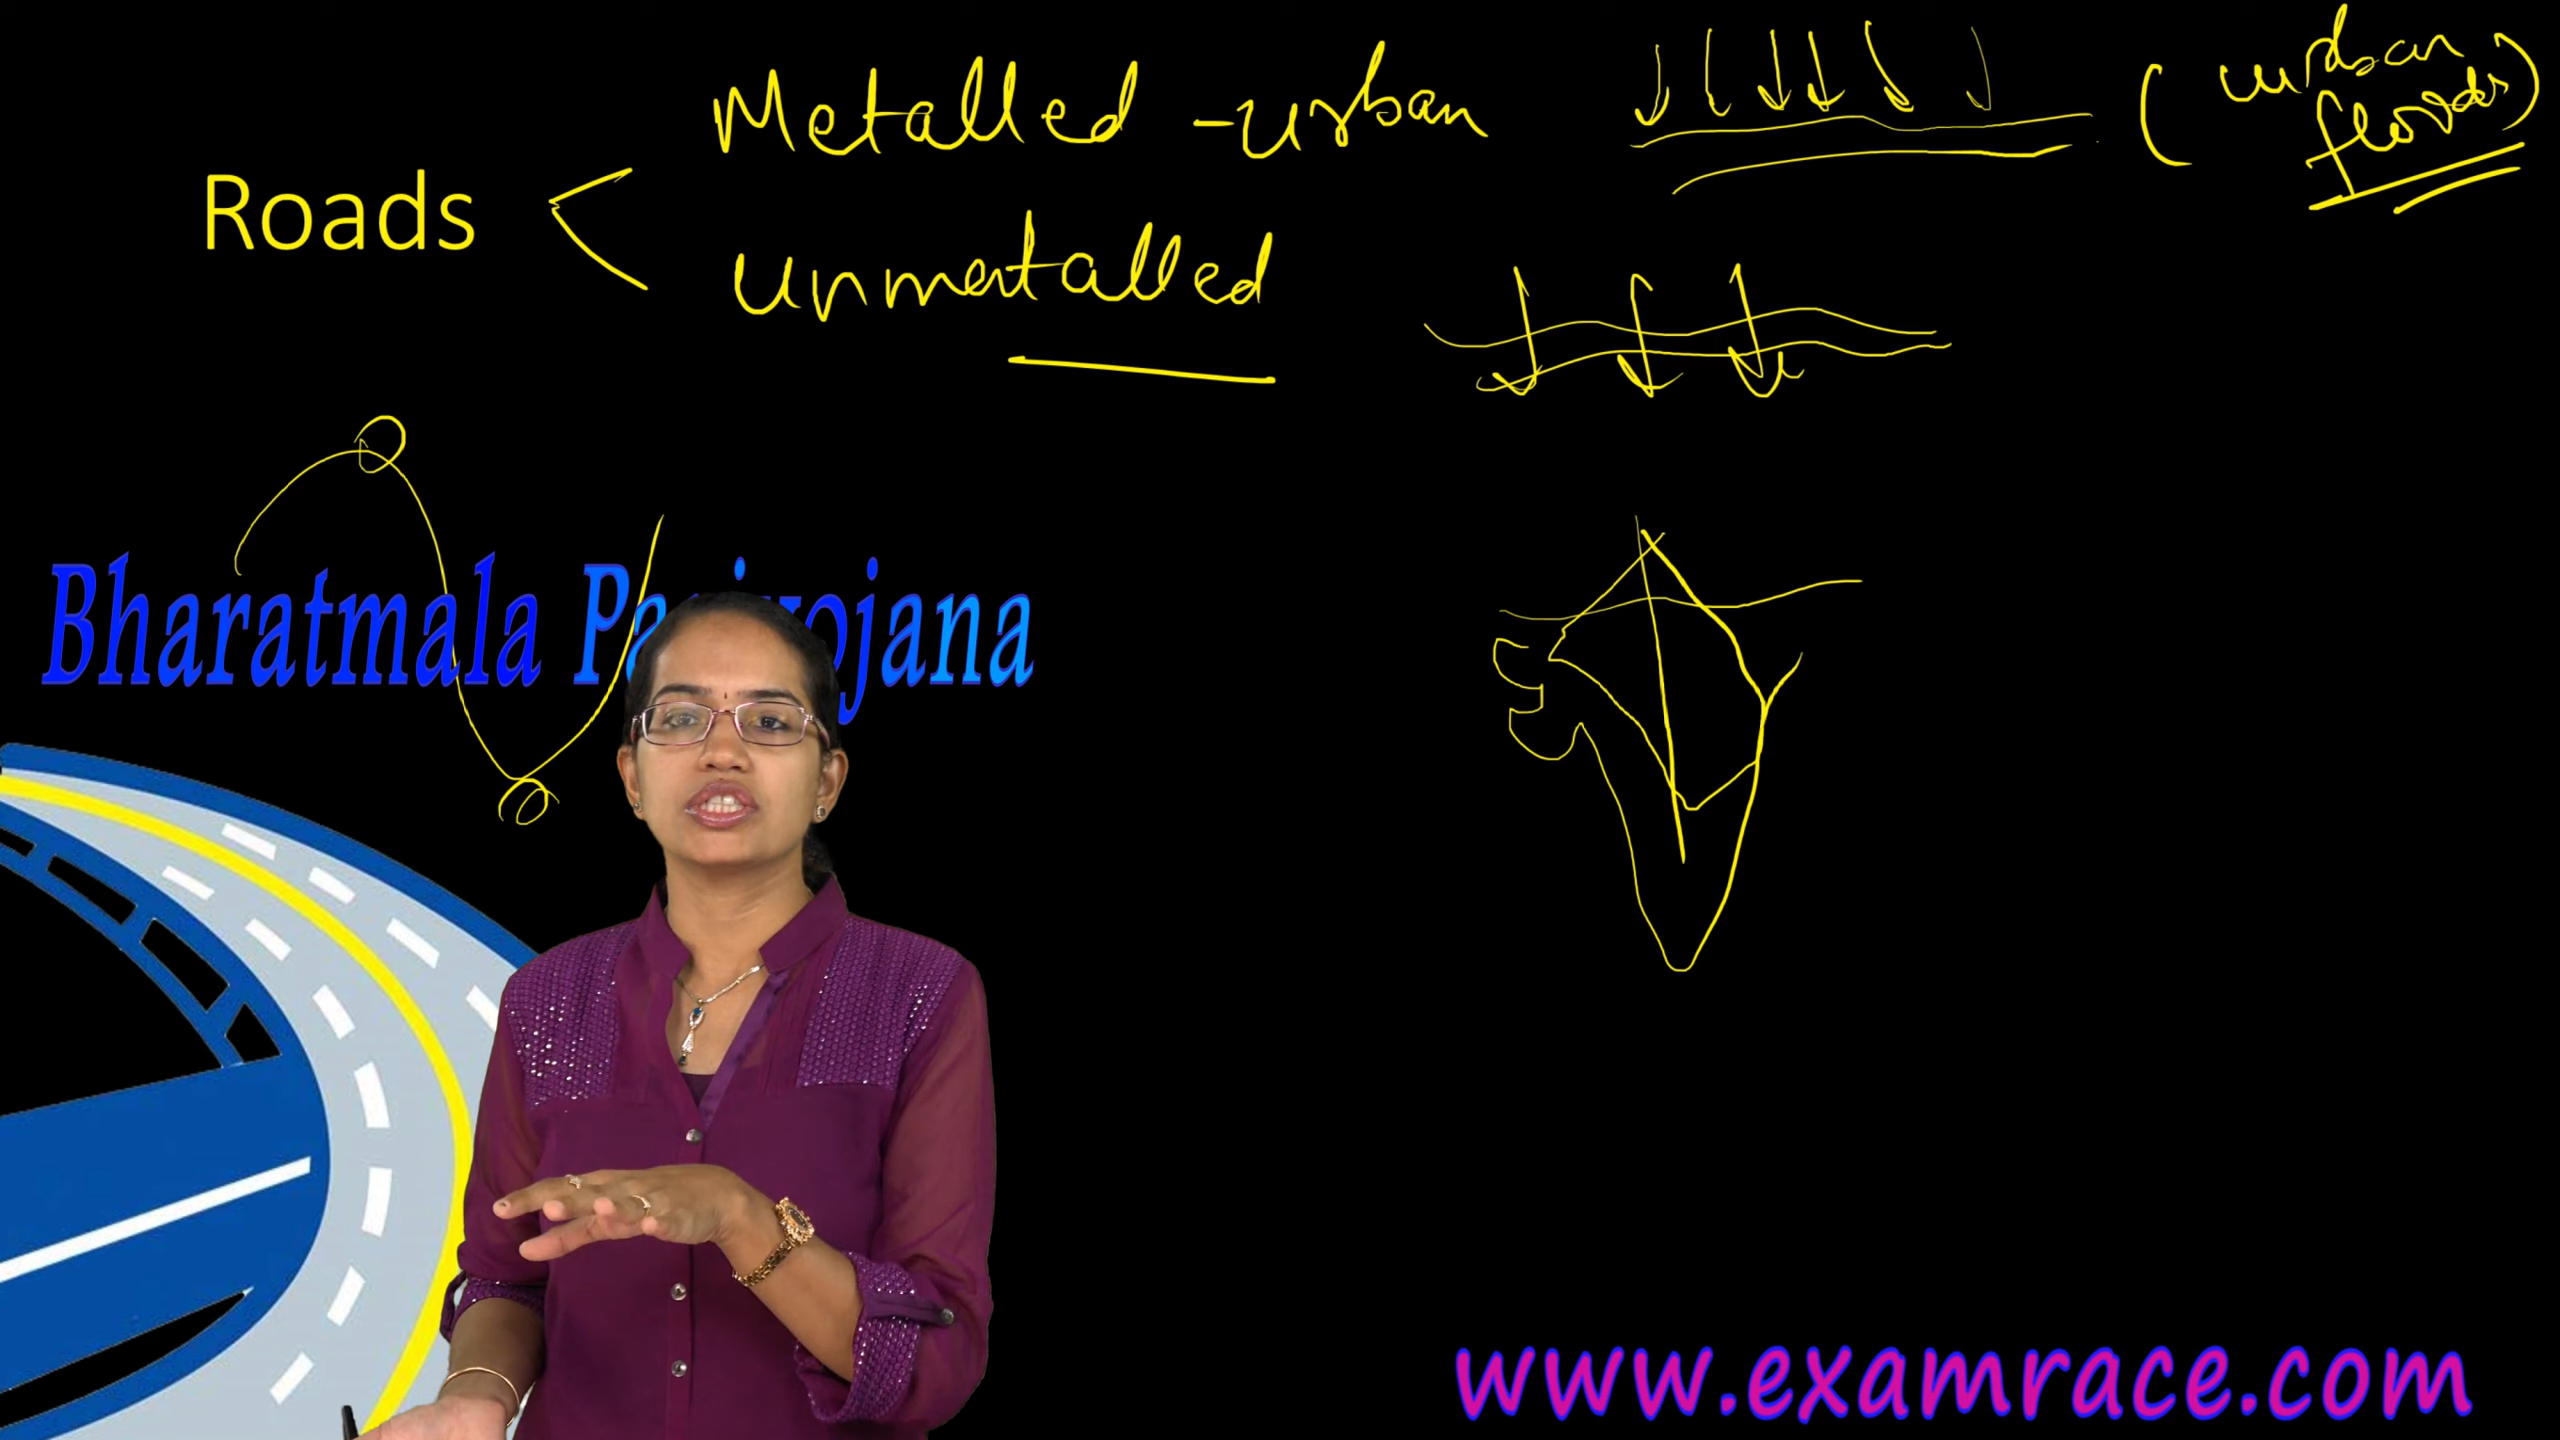 Metalled - urban
(urban
floods)
Roads
Unmetalled
Bharatmala Pariyojana
www.examrace.com